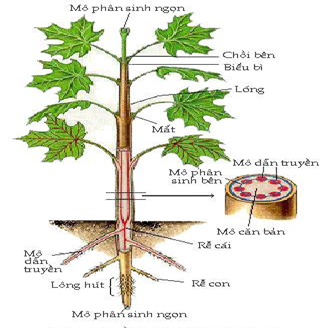 Mô phân sinh ngọn
Chồi bên
Biểu bì
Lóng
Mắt
Mô dẫn truyền
Mô phân
sinh bên
Mô căn bản
Rễ cái
Mô
dẫn
truyền
Lông hút
Rễ con
Mô phân sinh ngọn